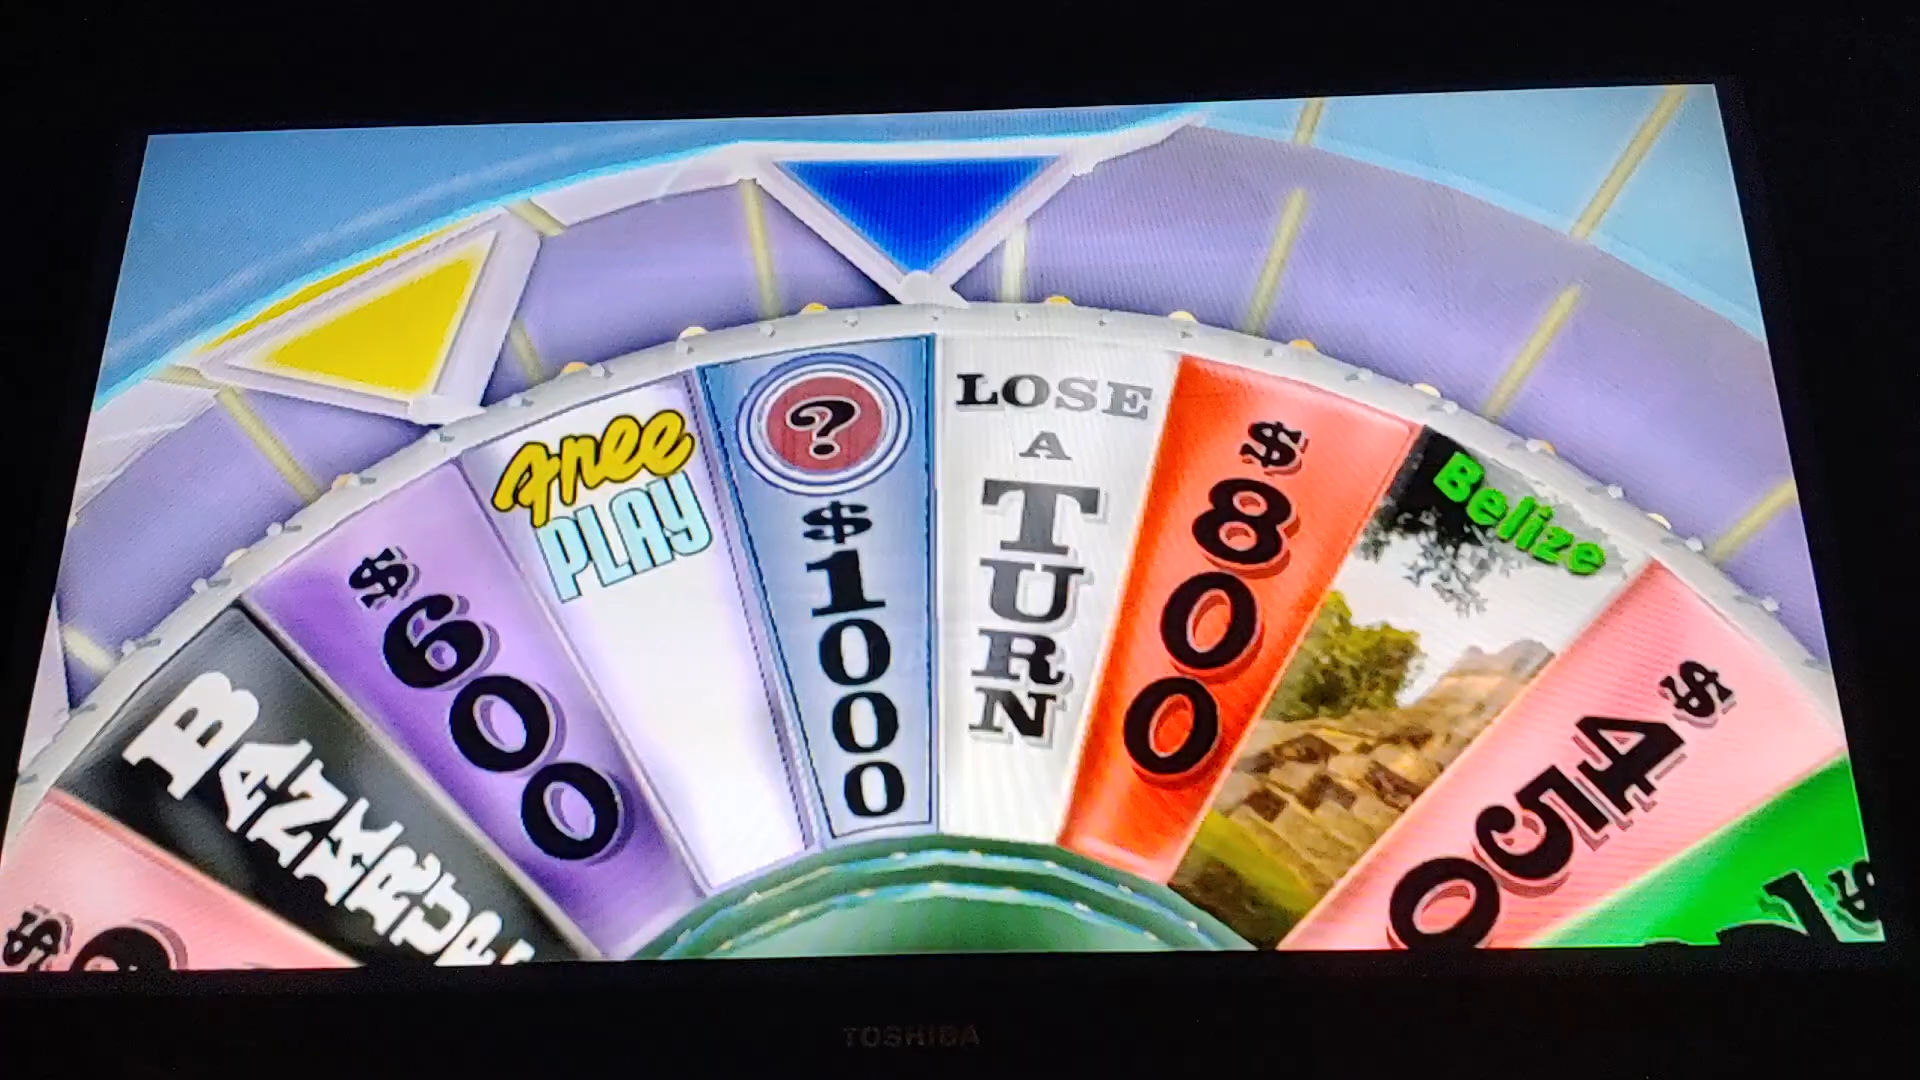 BANKRUPT
$600
Free
PLAY
?
$1000
LOSE
A
TURN
$800
Belize
$450
TOSHIBA